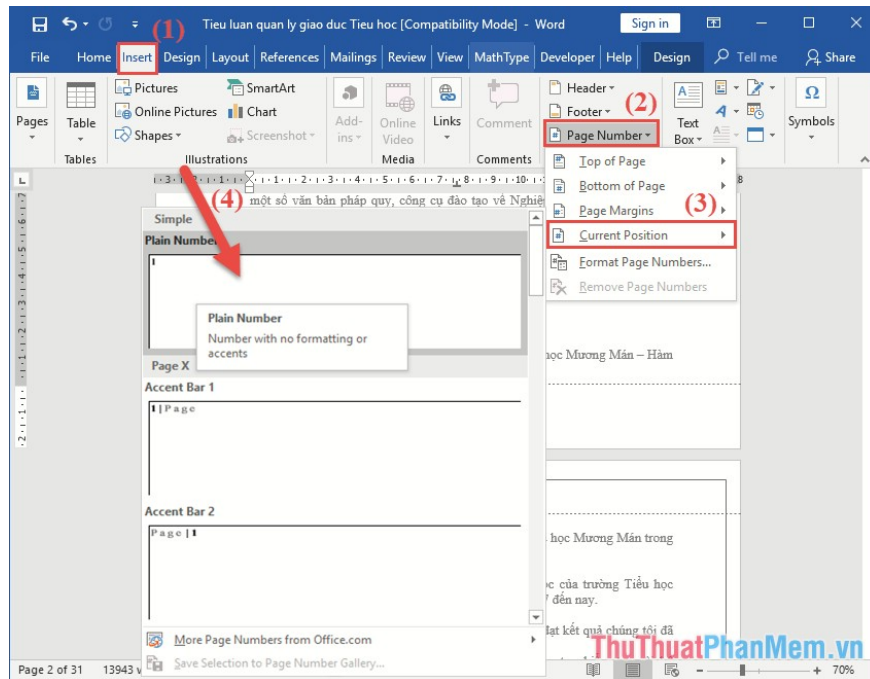 (1)
Tieu luan quan ly giao duc Tieu hoc [Compatibility Mode] - Word
Sign in
File Home Insert Design Layout References Mailings Review View MathType Developer Help Design Tell me Share
Pages
Table
Tables
Pictures
Online Pictures
Shapes
SmartArt
Chart
Screenshot
Illustrations
Add-
ins
Online
Video
Media
Links
Comment
Comments
Header
Footer
Page Number
(2)
Text
Box
Symbols
Top of Page
Bottom of Page
Page Margins
(3)
Current Position
Format Page Numbers...
Remove Page Numbers
(4)
một số văn bản pháp quy, công cụ đào tạo về
Simple
Plain Number
1
Plain Number
Number with no formatting or
accents
Page X
Accent Bar 1
1 | Page
Accent Bar 2
Page | 1
More Page Numbers from Office.com
Save Selection to Page Number Gallery...
học Mương Mán – Hàm
học Mương Mán trong
của trường Tiểu học
đến nay.
kết quả chúng tôi đã
ThuThuatPhanMem.vn
Page 2 of 31 13943
70%